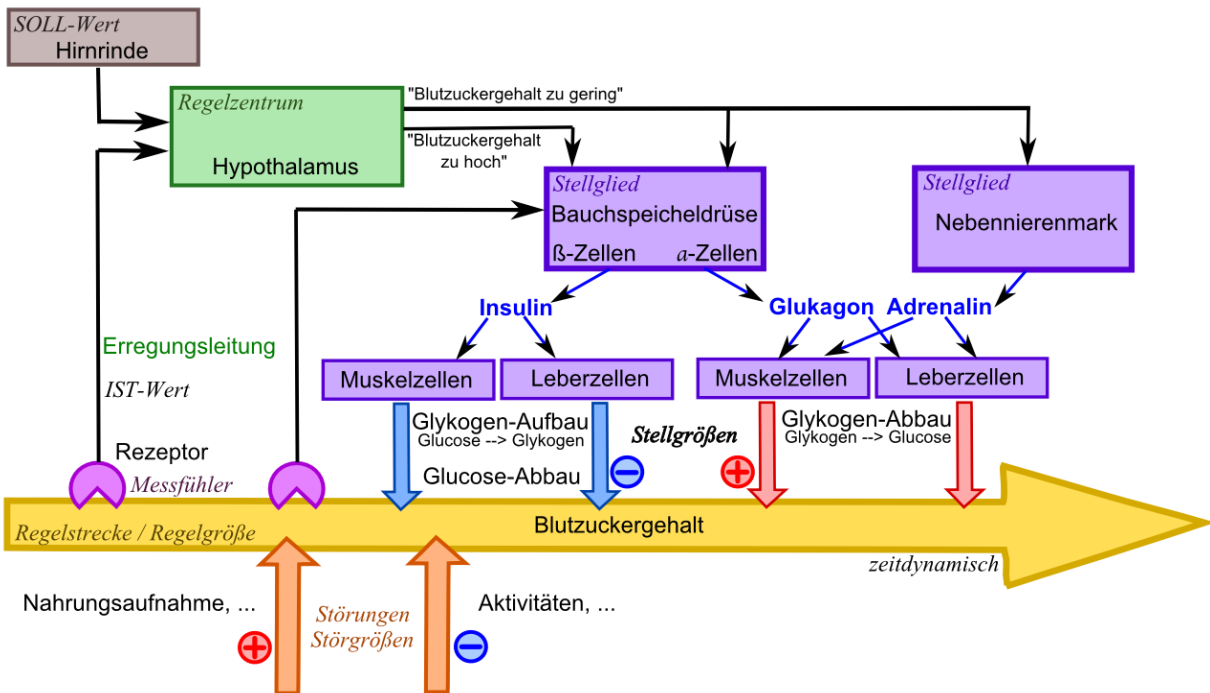 SOLL-Wert
Hirnrinde
Regelzentrum
Hypothalamus
"Blutzuckergehalt zu gering"
"Blutzuckergehalt
zu hoch"
Stellglied
Bauchspeicheldrüse
ß-Zellen
a-Zellen
Stellglied
Nebennierenmark
Insulin
Glukagon
Adrenalin
Erregungsleitung
IST-Wert
Muskelzellen
Leberzellen
Muskelzellen
Leberzellen
Glykogen-Aufbau
Glucose --> Glykogen
Glucose-Abbau
Stellgrößen
Glykogen-Abbau
Glykogen --> Glucose
Rezeptor
Messfühler
Regelstrecke / Regelgröße
Blutzuckergehalt
zeitdynamisch
Nahrungsaufnahme, ...
Störungen
Störgrößen
Aktivitäten, ...